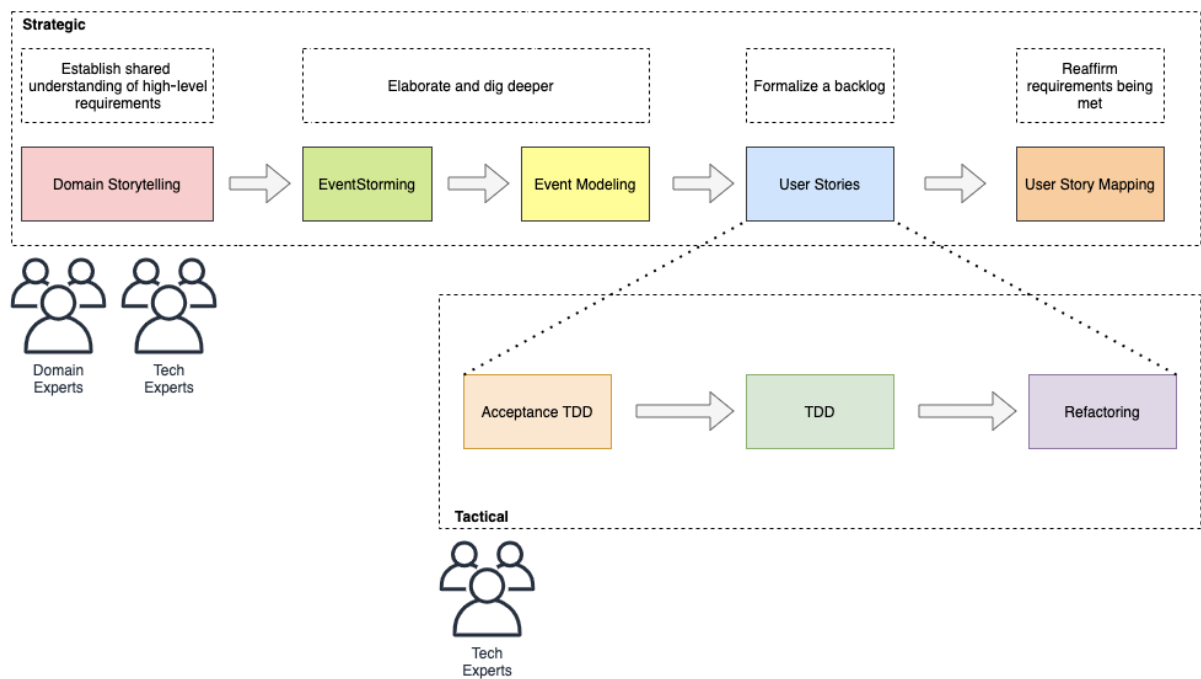 Strategic
Establish shared
understanding of high-level
requirements
Elaborate and dig deeper
Formalize a backlog
Reaffirm
requirements being
met
Domain Storytelling
EventStorming
Event Modeling
User Stories
User Story Mapping
Domain
Experts
Tech
Experts
Acceptance TDD
TDD
Refactoring
Tactical
Tech
Experts